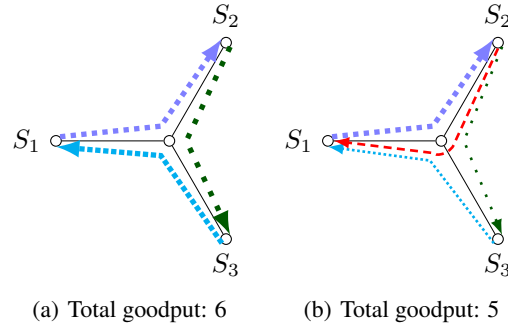 S₂ S₂
S₁ S₁
S₃ S₃
(a) Total goodput: 6 (b) Total goodput: 5